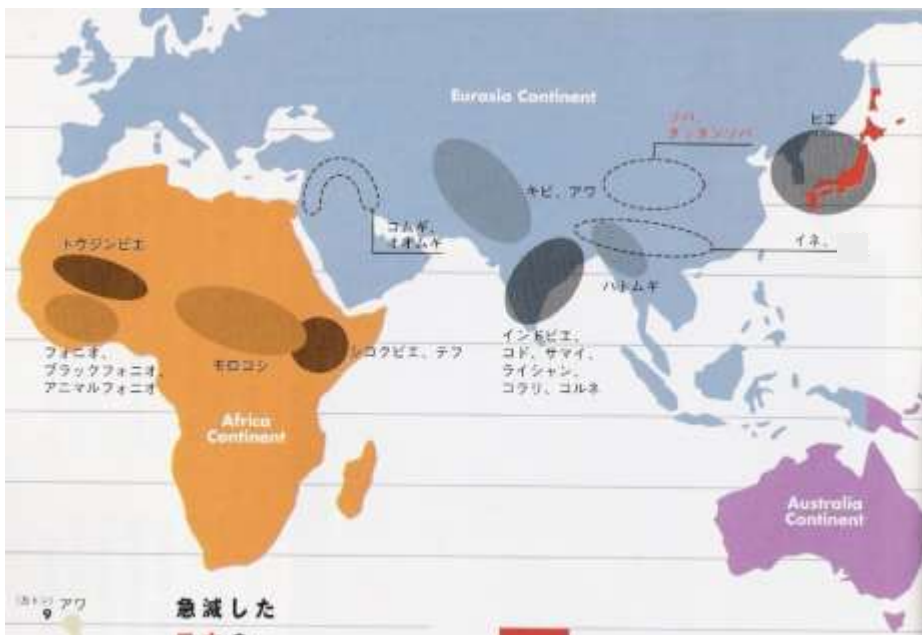 Eurasia Continent
ソバ、
ダッタンソバ
ヒエ
キビ、アワ
コムギ、
オオムギ
イネ、
ハトムギ
トウジンビエ
フォニオ、
ブラックフォニオ、
アニマルフォニオ
モロコシ
シコクビエ、テフ
インドビエ、
コド、サマイ、
ライシャン、
コラリ、コルネ
Africa
Continent
Australia
Continent
9 アワ
急減した